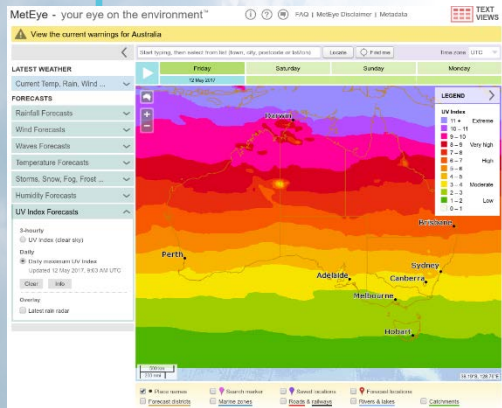 MetEye - your eye on the environment™
FAQ | MetEye Disclaimer | Metadata
TEXT VIEWS
View the current warnings for Australia
Start typing, then select from list (town, city, postcode or lat/lon)
Locate
Find me
Time zone
UTC
LATEST WEATHER
Current Temp, Rain, Wind ...
FORECASTS
Rainfall Forecasts
Wind Forecasts
Waves Forecasts
Temperature Forecasts
Storms, Snow, Fog, Frost ...
Humidity Forecasts
UV Index Forecasts
3-hourly
UV Index (clear sky)
Daily
Daily maximum UV Index
Updated 12 May 2017, 9:53 AM UTC
Clear
Info
Overlay
Latest rain radar
Friday
Saturday
Sunday
Monday
12 May 2017
LEGEND
UV Index
11 + Extreme
10 – 11
9 – 10
8 – 9 Very high
7 – 8
6 – 7 High
5 – 6
4 – 5
3 – 4 Moderate
2 – 3
1 – 2 Low
0 – 1
Darwin
Brisbane
Perth
Sydney
Adelaide
Canberra
Melbourne
Hobart
Place names
Search marker
Saved locations
Forecast locations
Forecast districts
Marine zones
Roads & railways
Rivers & lakes
Catchments